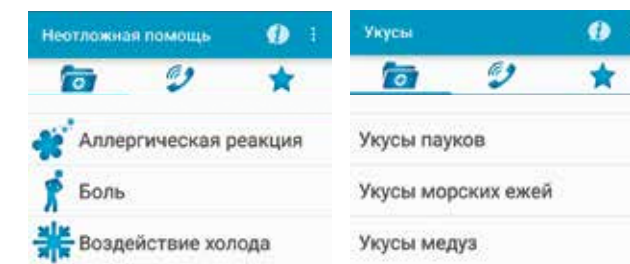 Неотложная помощь
Аллергическая реакция
Боль
Воздействие холода
Укусы
Укусы пауков
Укусы морских ежей
Укусы медуз